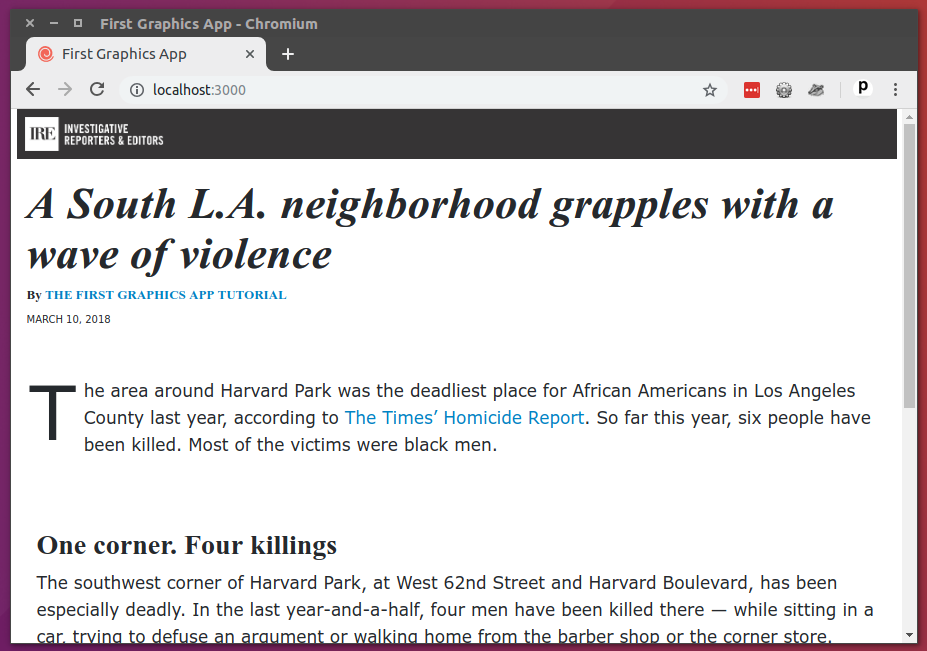 First Graphics App - Chromium
First Graphics App
localhost:3000
p
IRE INVESTIGATIVE
REPORTERS & EDITORS
A South L.A. neighborhood grapples with a
wave of violence
By THE FIRST GRAPHICS APP TUTORIAL
MARCH 10, 2018
The area around Harvard Park was the deadliest place for African Americans in Los Angeles
County last year, according to The Times’ Homicide Report. So far this year, six people have
been killed. Most of the victims were black men.
One corner. Four killings
The southwest corner of Harvard Park, at West 62nd Street and Harvard Boulevard, has been
especially deadly. In the last year-and-a-half, four men have been killed there — while sitting in a
car, trying to defuse an argument or walking home from the barber shop or the corner store.